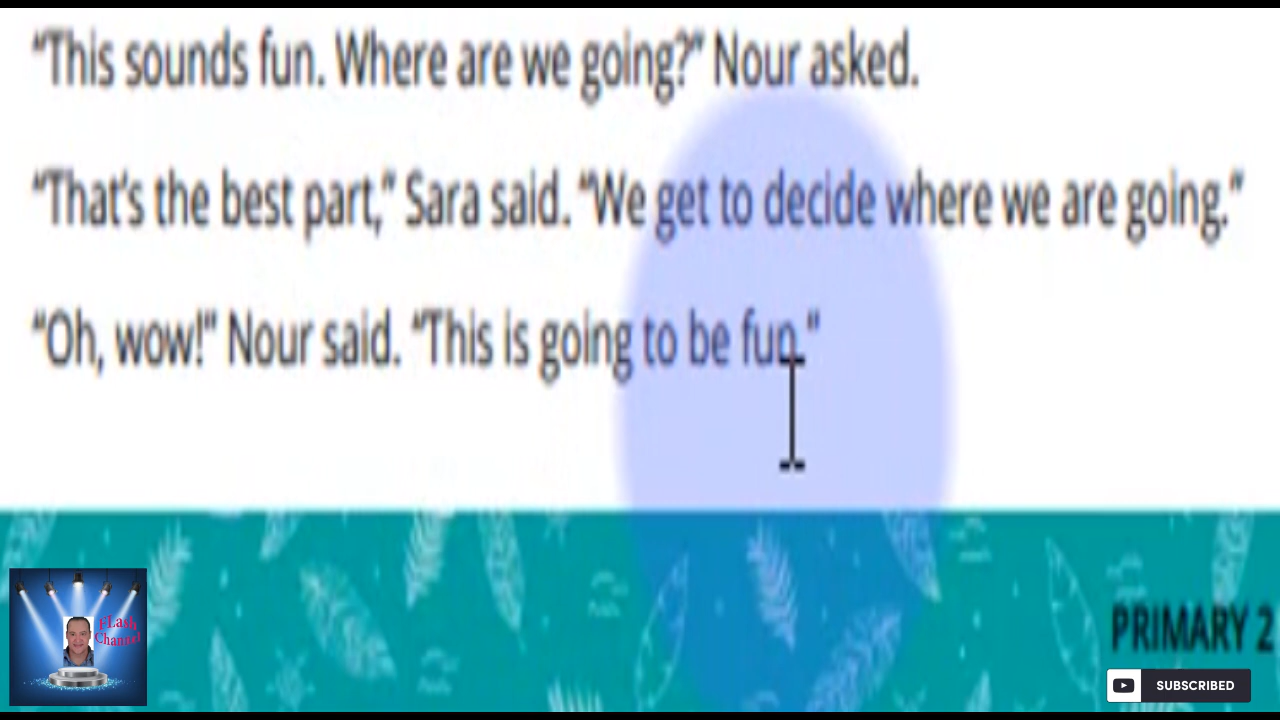 “This sounds fun. Where are we going?” Nour asked.
“That’s the best part,” Sara said. “We get to decide where we are going.”
“Oh, wow!” Nour said. “This is going to be fun.”
PRIMARY 2
FLash
Channel
SUBSCRIBED